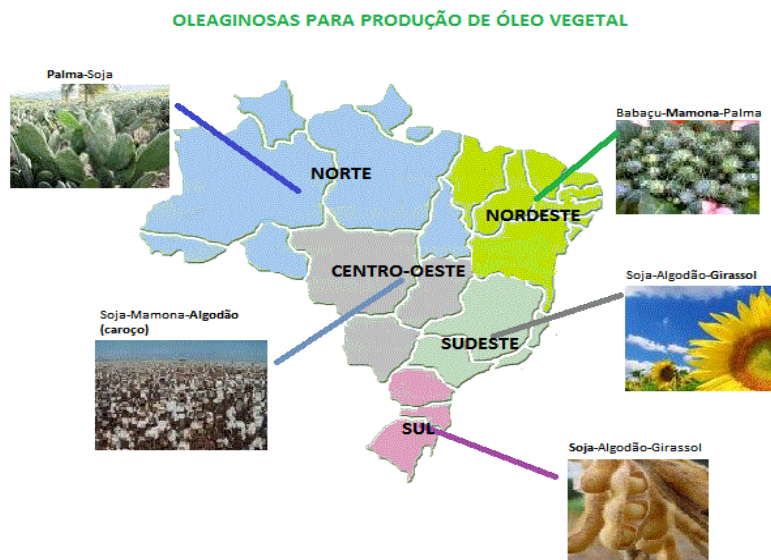 OLEAGINOSAS PARA PRODUÇÃO DE ÓLEO VEGETAL
Palma-Soja
Babaçu-Mamona-Palma
NORTE
NORDESTE
CENTRO-OESTE
Soja-Algodão-Girassol
Soja-Mamona-Algodão
(caroço)
SUDESTE
SUL
Soja-Algodão-Girassol